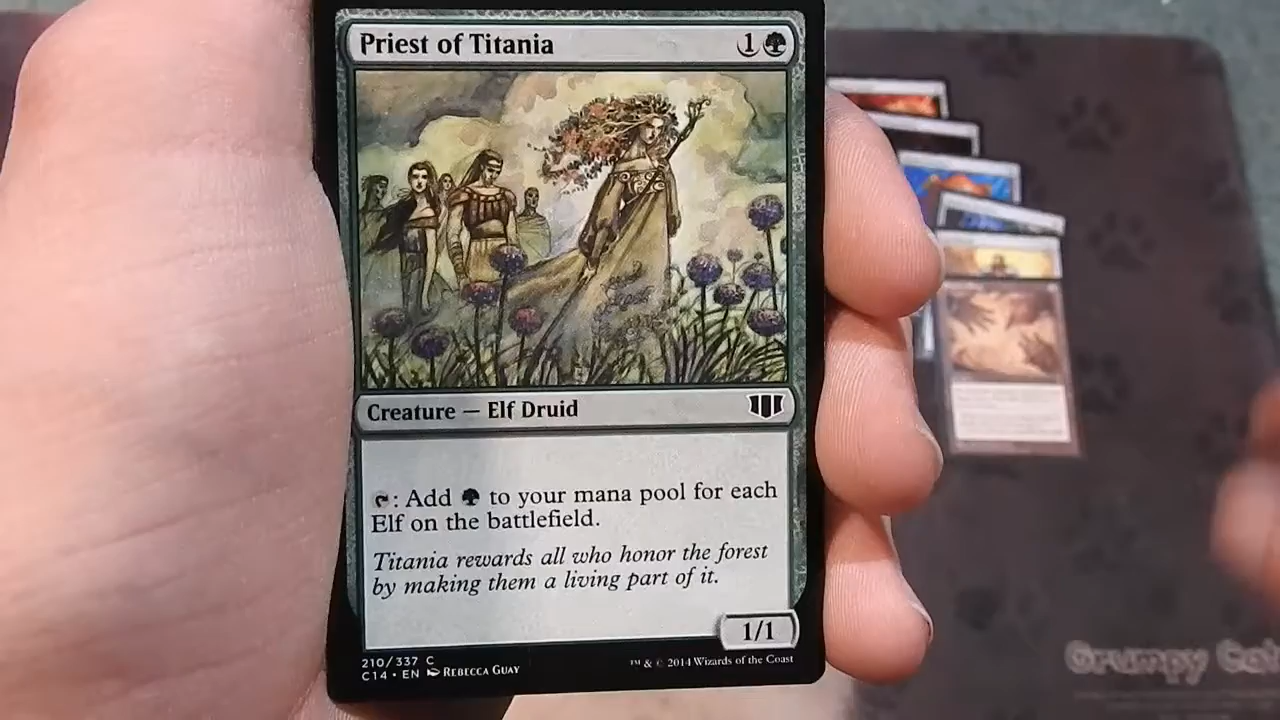 Priest of Titania 1
Creature — Elf Druid
: Add to your mana pool for each
Elf on the battlefield.
Titania rewards all who honor the forest
by making them a living part of it.
1/1
210/337 C
C14 • EN Rebecca Guay
™ & © 2014 Wizards of the Coast
Grumpy Cat